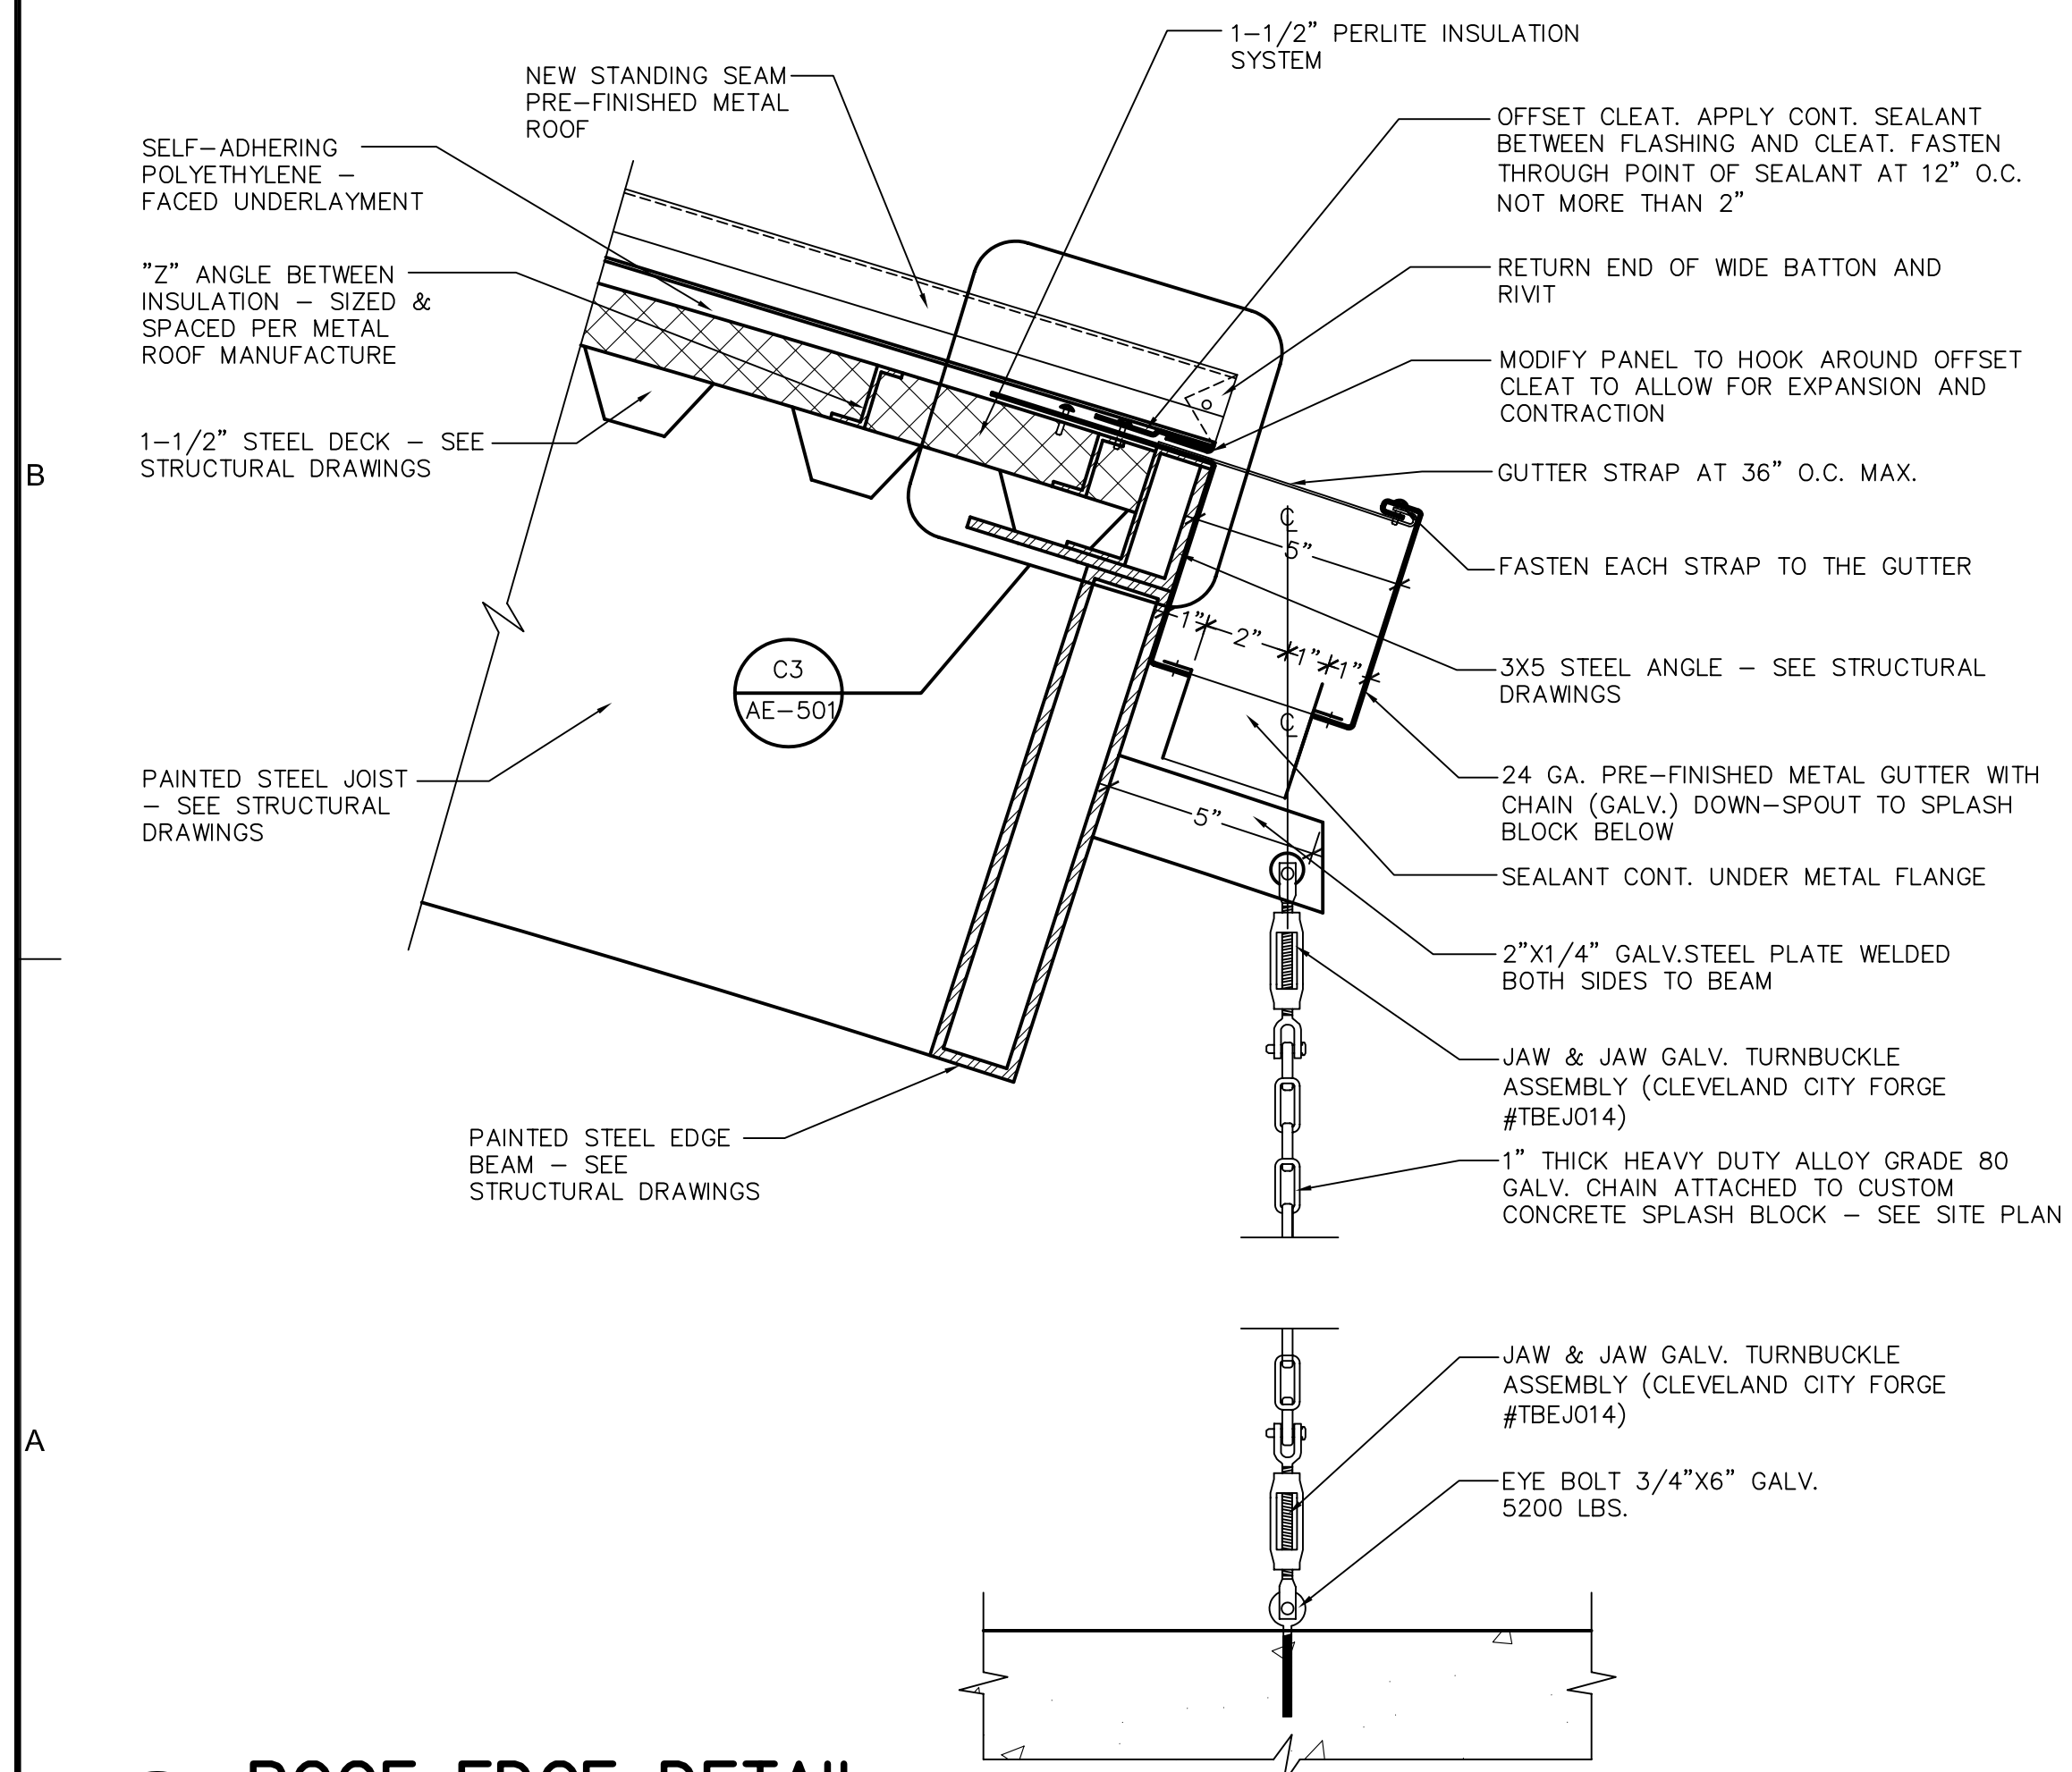 1-1/2" PERLITE INSULATION
SYSTEM
NEW STANDING SEAM
PRE-FINISHED METAL
ROOF
SELF-ADHERING
POLYETHYLENE -
FACED UNDERLAYMENT
"Z" ANGLE BETWEEN
INSULATION - SIZED &
SPACED PER METAL
ROOF MANUFACTURE
1-1/2" STEEL DECK - SEE
STRUCTURAL DRAWINGS
OFFSET CLEAT. APPLY CONT. SEALANT
BETWEEN FLASHING AND CLEAT. FASTEN
THROUGH POINT OF SEALANT AT 12" O.C.
NOT MORE THAN 2"
RETURN END OF WIDE BATTON AND
RIVIT
MODIFY PANEL TO HOOK AROUND OFFSET
CLEAT TO ALLOW FOR EXPANSION AND
CONTRACTION
B
GUTTER STRAP AT 36" O.C. MAX.
℄
5"
FASTEN EACH STRAP TO THE GUTTER
1"
2"
1"
1"
3X5 STEEL ANGLE - SEE STRUCTURAL
DRAWINGS
C3
AE-501
℄
PAINTED STEEL JOIST
- SEE STRUCTURAL
DRAWINGS
24 GA. PRE-FINISHED METAL GUTTER WITH
CHAIN (GALV.) DOWN-SPOUT TO SPLASH
BLOCK BELOW
5"
SEALANT CONT. UNDER METAL FLANGE
2"X1/4" GALV.STEEL PLATE WELDED
BOTH SIDES TO BEAM
JAW & JAW GALV. TURNBUCKLE
ASSEMBLY (CLEVELAND CITY FORGE
#TBEJ014)
PAINTED STEEL EDGE
BEAM - SEE
STRUCTURAL DRAWINGS
1" THICK HEAVY DUTY ALLOY GRADE 80
GALV. CHAIN ATTACHED TO CUSTOM
CONCRETE SPLASH BLOCK - SEE SITE PLAN
JAW & JAW GALV. TURNBUCKLE
ASSEMBLY (CLEVELAND CITY FORGE
#TBEJ014)
A
EYE BOLT 3/4"X6" GALV.
5200 LBS.
ROOF EDGE DETAIL